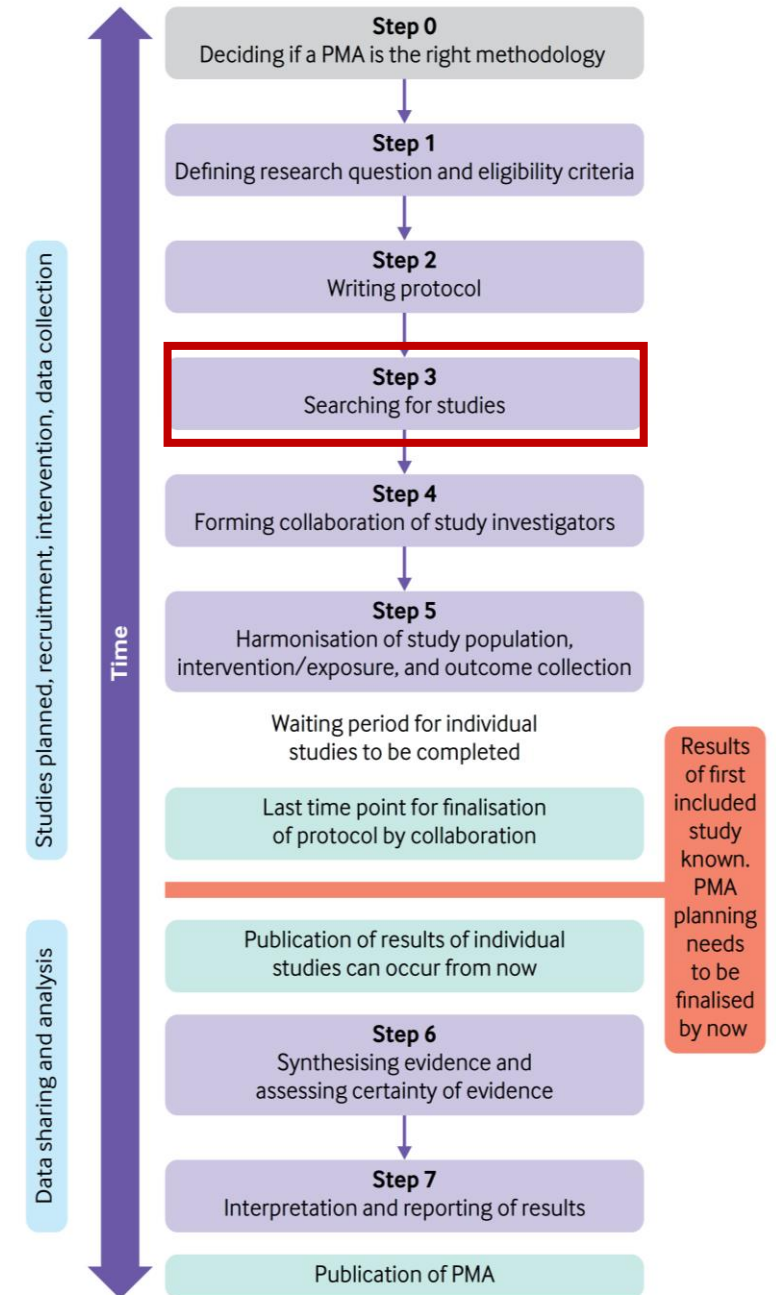 Step 0
Deciding if a PMA is the right methodology
Step 1
Defining research question and eligibility criteria
Step 2
Writing protocol
Step 3
Searching for studies
Step 4
Forming collaboration of study investigators
Step 5
Harmonisation of study population,
intervention/exposure, and outcome collection
Waiting period for individual
studies to be completed
Last time point for finalisation
of protocol by collaboration
Results
of first
included
study
known.
PMA
planning
needs
to be
finalised
by now
Publication of results of individual
studies can occur from now
Step 6
Synthesising evidence and
assessing certainty of evidence
Step 7
Interpretation and reporting of results
Publication of PMA
Time
Studies planned, recruitment, intervention, data collection
Data sharing and analysis